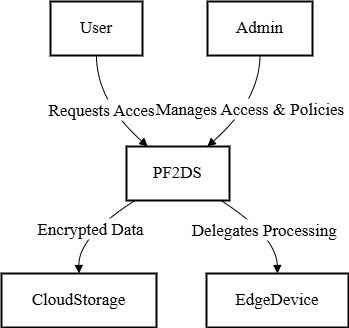 User
Admin
Requests Acces
Manages Access & Policies
PF2DS
Encrypted Data
Delegates Processing
CloudStorage
EdgeDevice